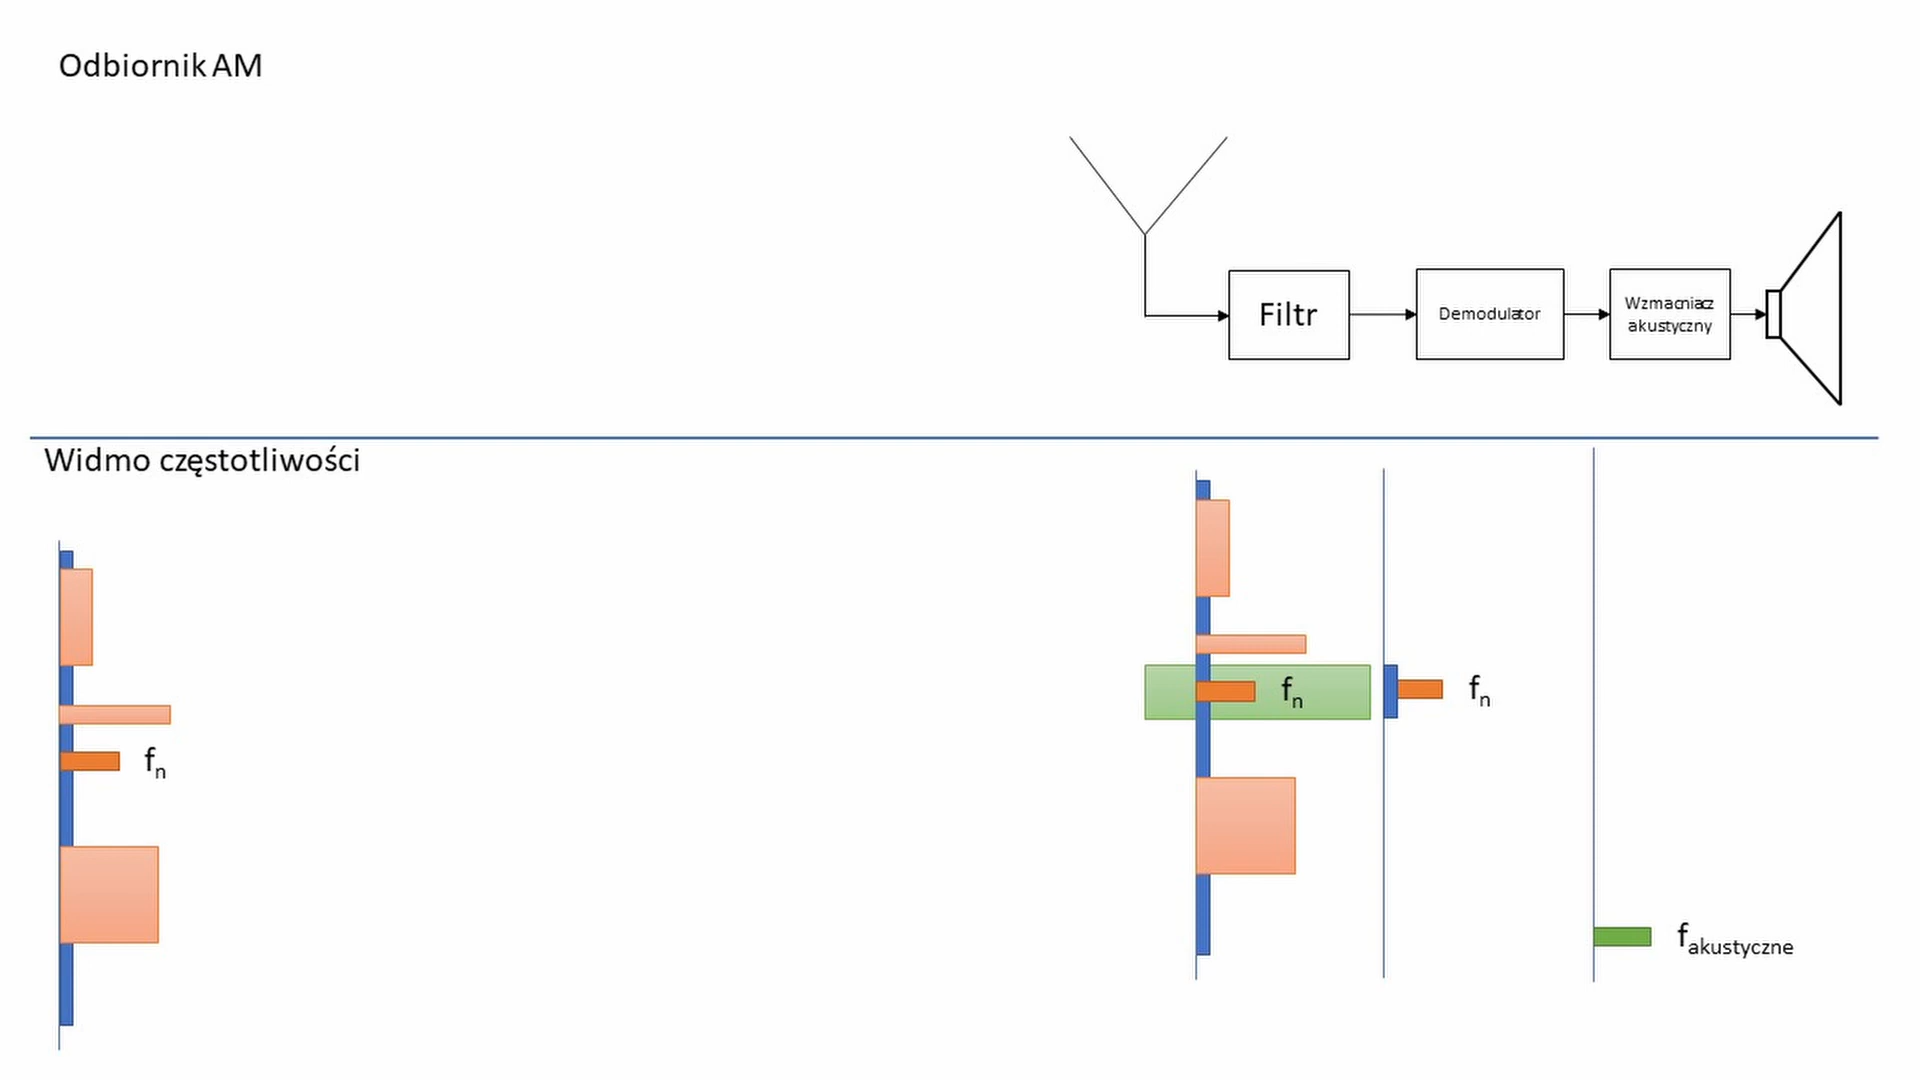 Odbiornik AM
Filtr
Demodulator
Wzmacniacz
akustyczny
Widmo częstotliwości
fn
fn
fn
fakustyczne